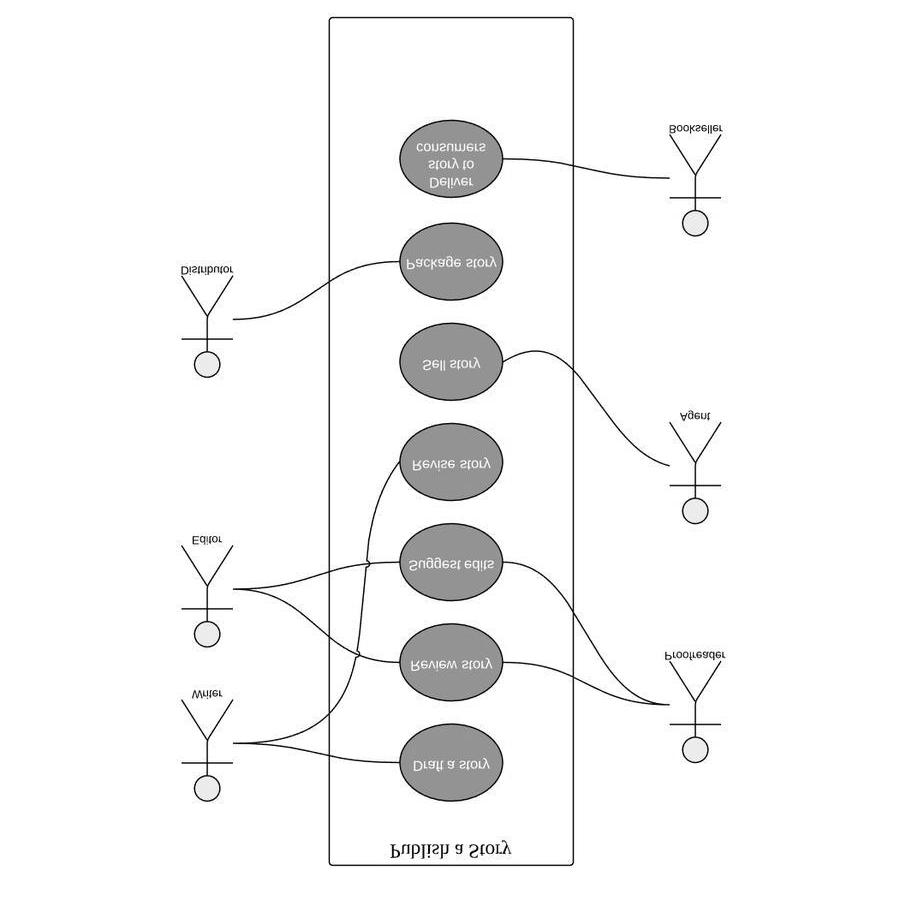 Publish a Story
Draft a story
Writer
Review story
Proofreader
Suggest edits
Editor
Revise story
Sell story
Agent
Package story
Distributor
Deliver
story to
consumers
Bookseller